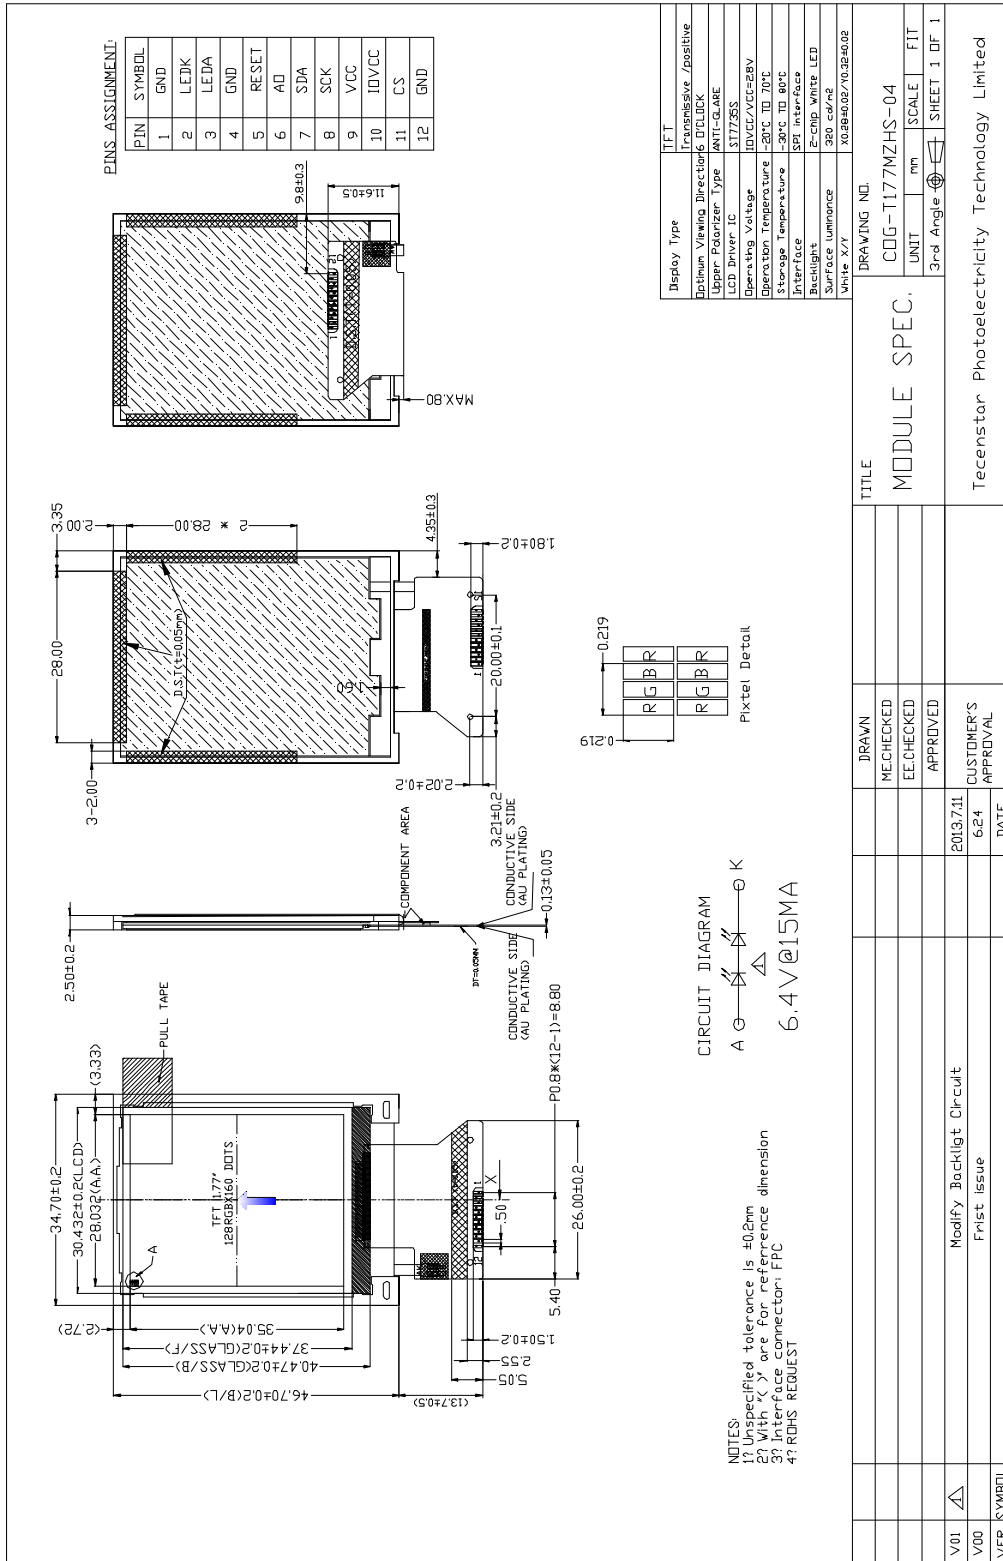 PINS ASSIGNMENT:
PIN SYMBOL
1 GND
2 LEDK
3 LEDA
4 GND
5 RESET
6 A0
7 SDA
8 SCK
9 VCC
10 IOVCC
11 CS
12 GND
9.8±0.3
11.6±0.5
12
1
MAX.80
Display Type TFT
Transmissive /positive
Optimum Viewing Direction 6 O'CLOCK
Upper Polarizer Type ANTI-GLARE
LCD Driver IC ST7735S
Operating Voltage IOVCC/VCC=2.8V
Operation Temperature -20°C TO 70°C
Storage Temperature -30°C TO 80°C
Interface SPI interface
Backlight 2-chip White LED
Surface luminance 320 cd/m2
White X/Y X0.28±0.02/Y0.32±0.02
3.35
28.00
3-2.00
2.00
2 * 28.00
D.S.T(t=0.05mm)
1.60
4.35±0.3
1.80±0.2
20.00±0.1
2.02±0.2
3.21±0.2
0.219
0.219
R G B R
R G B R
Pixtel Detail
2.50±0.2
COMPONENT AREA
CONDUCTIVE SIDE
(AU PLATING)
0.13±0.05
CONDUCTIVE SIDE
(AU PLATING)
PULL TAPE
34.70±0.2
30.432±0.2(LCD)
28.032(A.A.)
(3.33)
(2.72)
35.04(A.A.)
37.44±0.2(GLASS/F)
40.47±0.2(GLASS/B)
46.70±0.2(B/L)
(13.7±0.5)
A
TFT 1.77"
128RGBX160 DOTS
X
12
1
.50
P0.8*(12-1)=8.80
26.00±0.2
5.40
1.50±0.2
2.55
5.05
CIRCUIT DIAGRAM
A K
1
6.4V@15MA
NOTES:
1? Unspecified tolerance is ±0.2mm
2? With "( )" are for referrence dimension
3? Interface connector: FPC
4? ROHS REQUEST
TITLE
MODULE SPEC.
DRAWING NO.
COG-T177MZHS-04
UNIT mm SCALE FIT
3rd Angle SHEET 1 OF 1
Tecenstar Photoelectricity Technology Limited
DRAWN
ME.CHECKED
EE.CHECKED
APPROVED
CUSTOMER'S
APPROVAL
V01 1 Modify Backligt Circuit 2013.7.11
V00 Frist issue 6.24
VER SYMBOL DATE